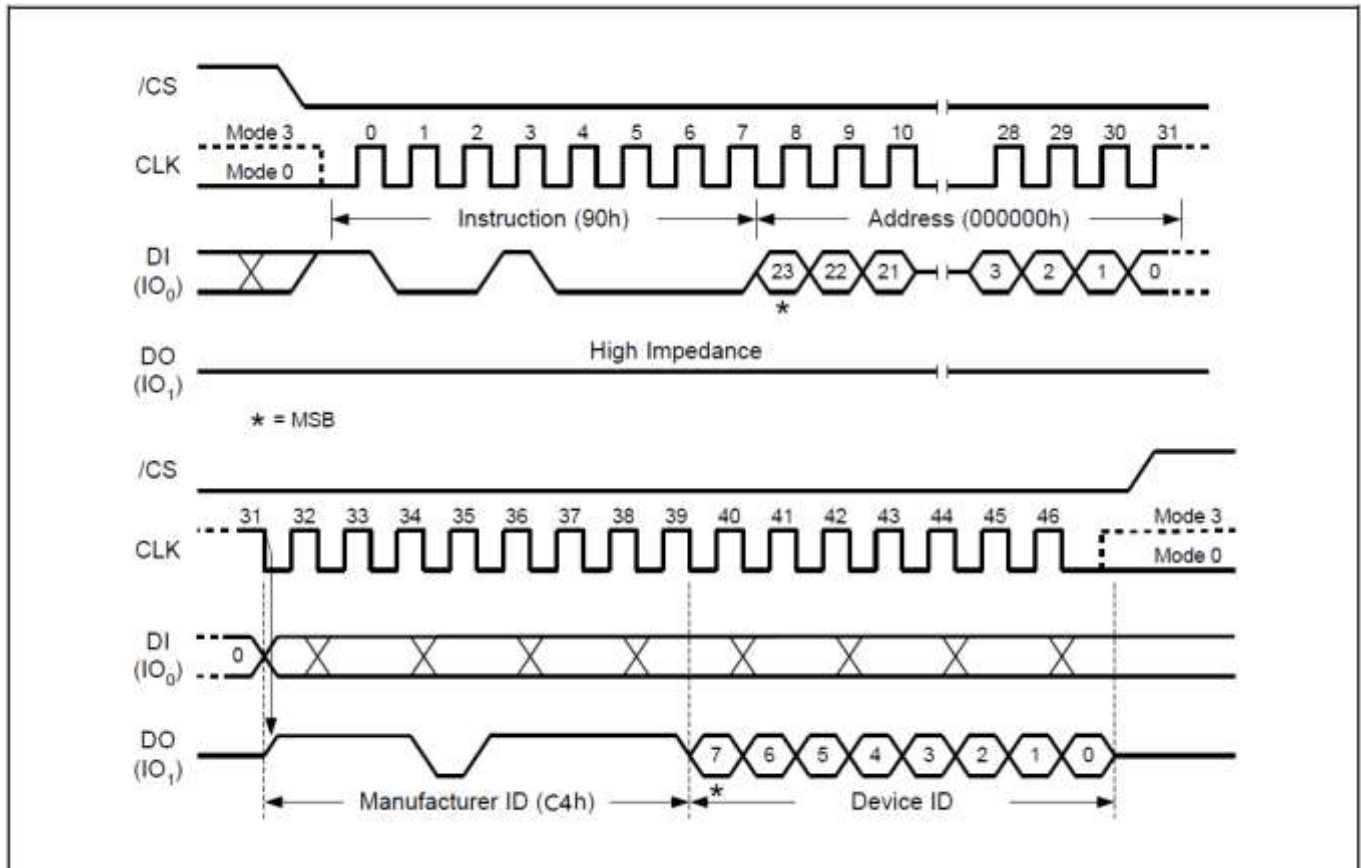 /CS
Mode 3 0 1 2 3 4 5 6 7 8 9 10 28 29 30 31
CLK
Mode 0
Instruction (90h) Address (000000h)
DI
(IO₀)
23 22 21 3 2 1 0
*
High Impedance
DO
(IO₁)
* = MSB
/CS
31 32 33 34 35 36 37 38 39 40 41 42 43 44 45 46 Mode 3
CLK
Mode 0
DI
(IO₀)
0
DO
(IO₁)
7 6 5 4 3 2 1 0
*
Manufacturer ID (C4h) Device ID